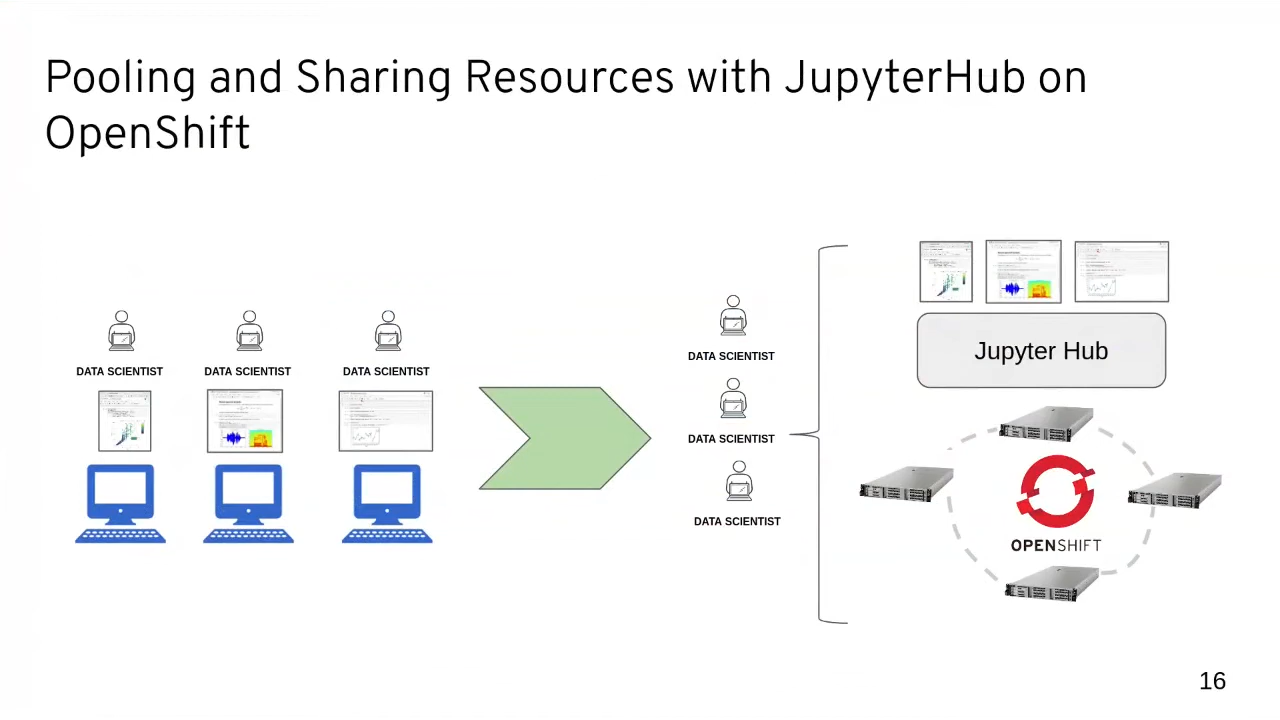 Pooling and Sharing Resources with JupyterHub on
OpenShift
DATA SCIENTIST
DATA SCIENTIST
DATA SCIENTIST
DATA SCIENTIST
DATA SCIENTIST
DATA SCIENTIST
Jupyter Hub
OPENSHIFT
16